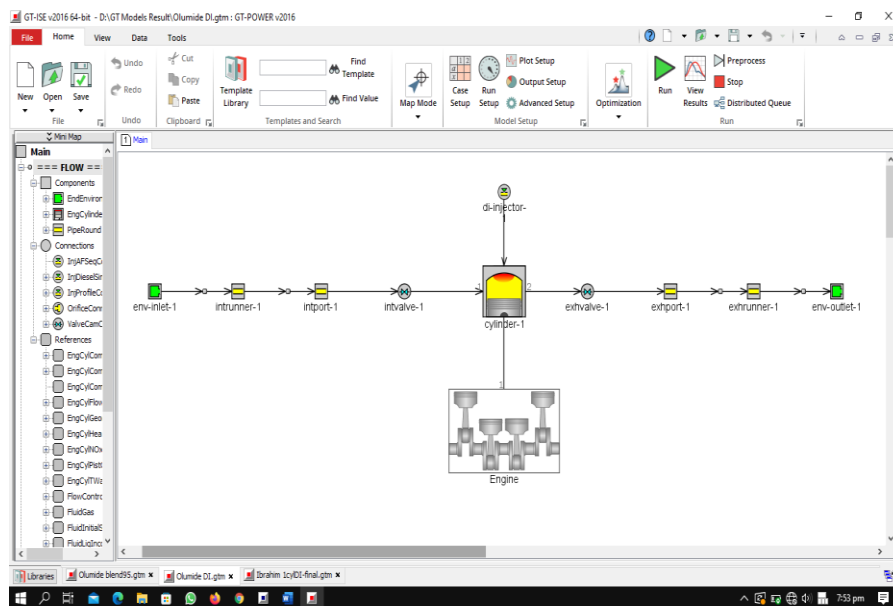 GT-ISE v2016 64-bit - D:\GT Models Result\Olumide DI.gtm : GT-POWER v2016
File Home View Data Tools
New Open Save
Undo
Redo
Cut
Copy
Paste
Template Library
Find Template
Find Value
Map Mode
Case Setup
Run Setup
Plot Setup
Output Setup
Advanced Setup
Optimization
Run
View Results
Preprocess
Stop
Distributed Queue
File Undo Clipboard Templates and Search Model Setup Run
Mini Map
1 Main
Main
=== FLOW ==
Components
EndEnviror
EngCylinde
PipeRound
Connections
InjAFSeqCo
InjDieselSir
InjProfileCo
OrificeConr
ValveCamC
References
EngCylCom
EngCylCom
EngCylCom
EngCylFlow
EngCylGeo
EngCylHea
EngCylNOx
EngCylPist
EngCylTWa
FlowContro
FluidGas
FluidInitialS
FluidLiqInc
di-injector-
1
1
2
env-inlet-1 intrunner-1 intport-1 intvalve-1 cylinder-1 exhvalve-1 exhport-1 exhrunner-1 env-outlet-1
1
Engine
Libraries Olumide blend95.gtm x Olumide DI.gtm x Ibrahim 1cylDI-final.gtm x
7:53 pm